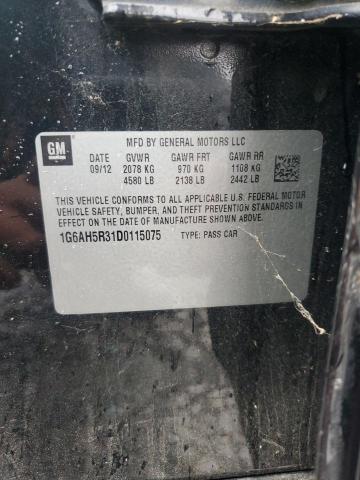 GM
MFD BY GENERAL MOTORS LLC
DATE GVWR GAWR FRT GAWR RR
09/12 2078 KG 970 KG 1108 KG
4580 LB 2138 LB 2442 LB
THIS VEHICLE CONFORMS TO ALL APPLICABLE U.S. FEDERAL MOTOR
VEHICLE SAFETY, BUMPER, AND THEFT PREVENTION STANDARDS
IN EFFECT ON THE DATE OF MANUFACTURE SHOWN ABOVE.
1G6AH5R31D0115075 TYPE: PASS CAR